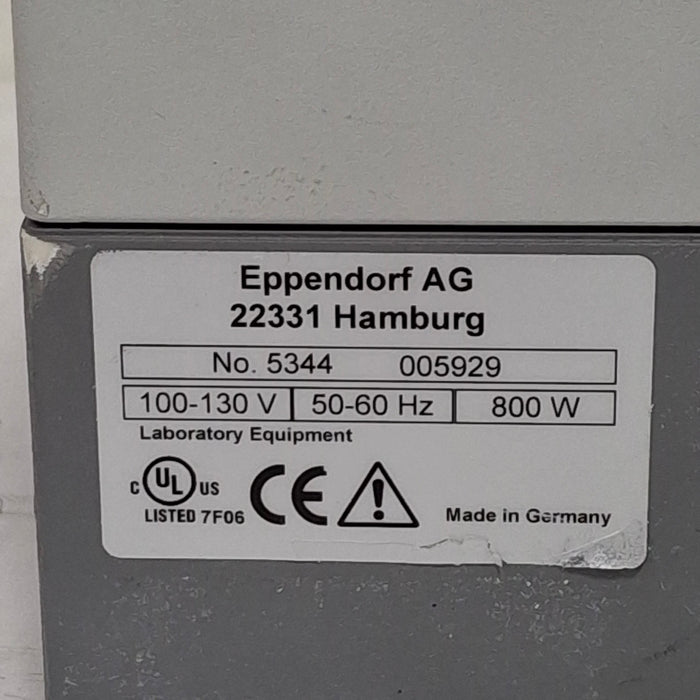 Eppendorf AG
22331 Hamburg
No. 5344 005929
100-130 V 50-60 Hz 800 W
Laboratory Equipment
C UL US
LISTED 7F06
CE
!
Made in Germany